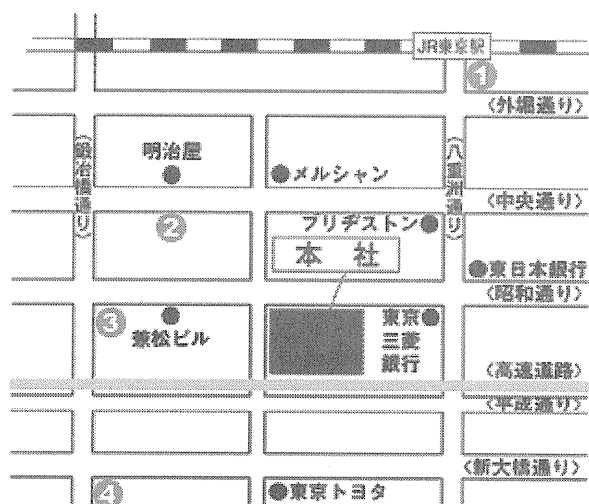 JR東京駅
1
〈外堀通り〉
(鍛冶橋通り)
明治屋
メルシャン
(八重洲通り)
〈中央通り〉
2
ブリヂストン
本社
東日本銀行
〈昭和通り〉
3
兼松ビル
東京
三菱
銀行
〈高速道路〉
〈平成通り〉
〈新大橋通り〉
4
東京トヨタ